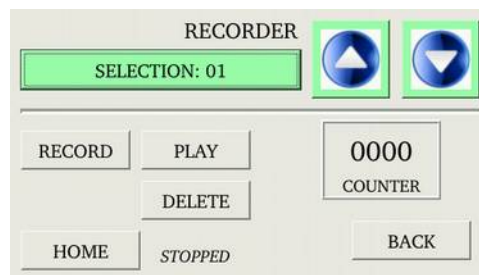 RECORDER
SELECTION: 01
RECORD
PLAY
0000
COUNTER
DELETE
HOME
STOPPED
BACK